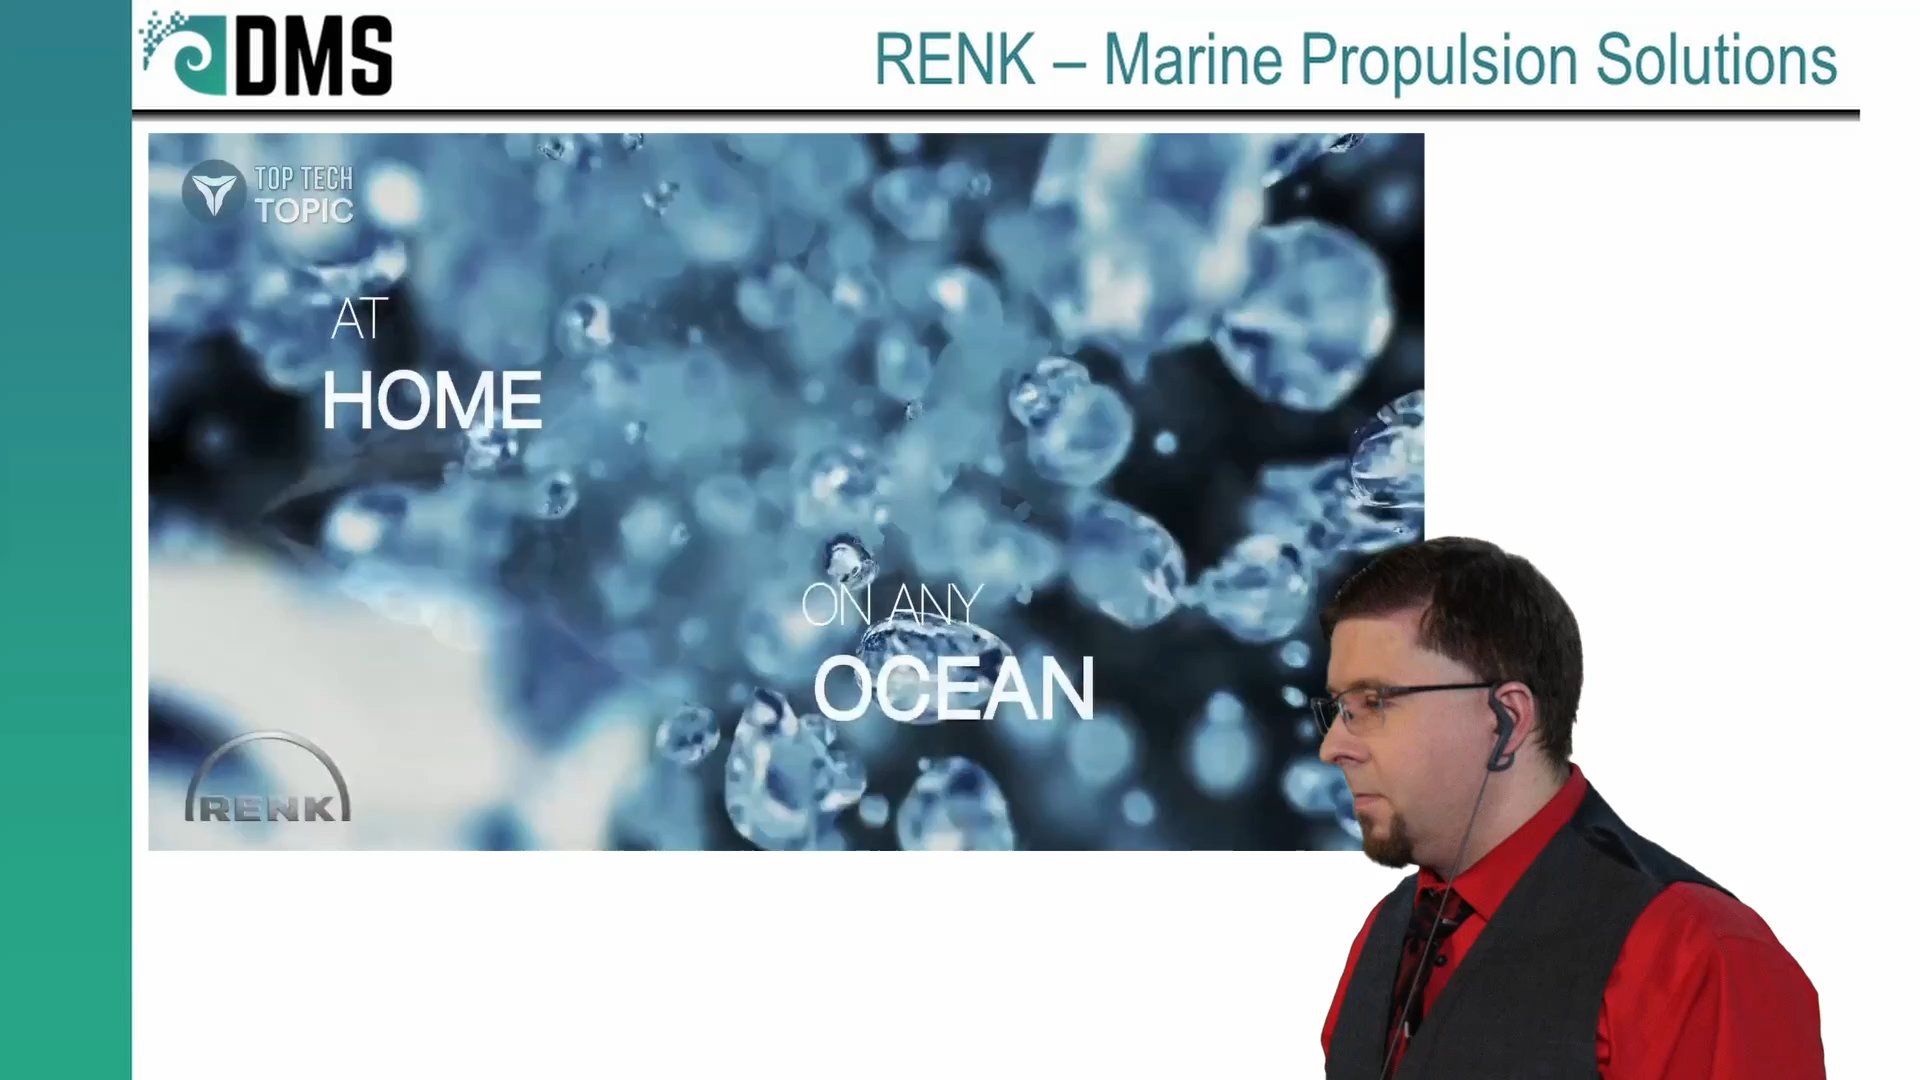 DMS
RENK – Marine Propulsion Solutions
TOP TECH
TOPIC
AT
HOME
ON ANY
OCEAN
RENK